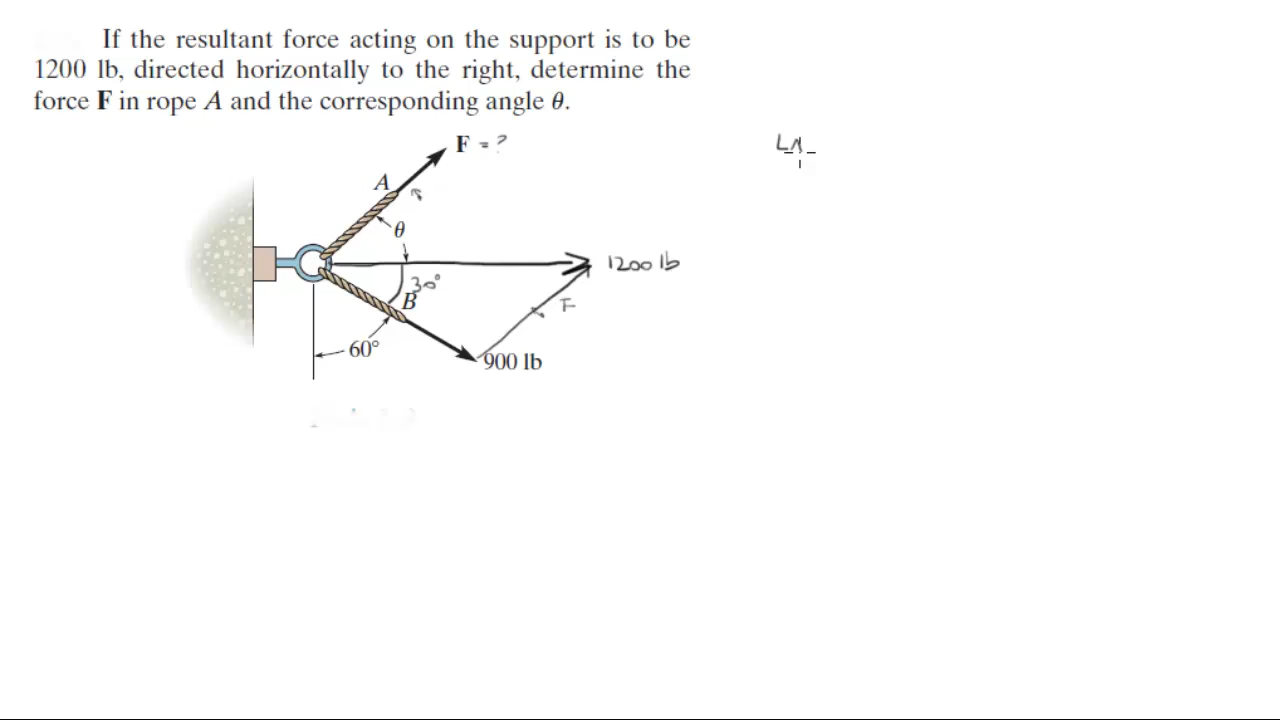 If the resultant force acting on the support is to be
1200 lb, directed horizontally to the right, determine the
force F in rope A and the corresponding angle θ.
F = ?
A
θ
1200 lb
30°
B
F
60°
900 lb